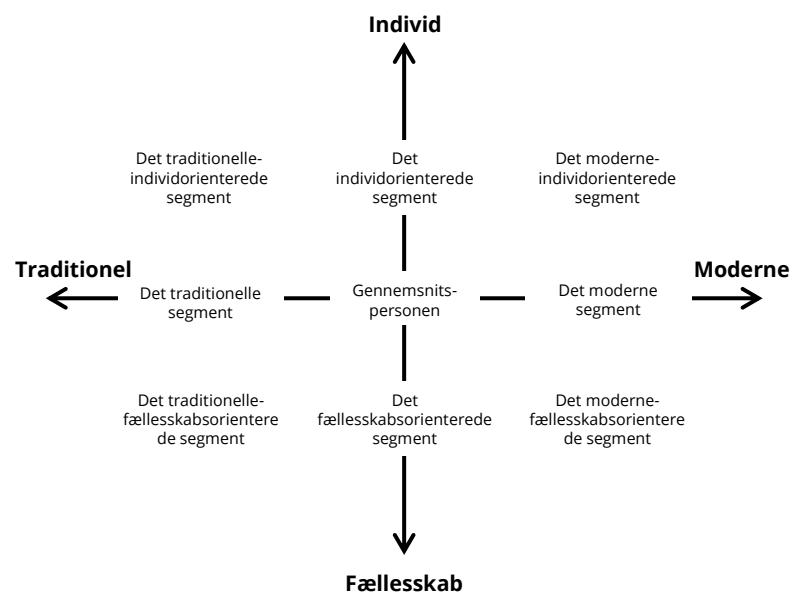 Individ
Det traditionelle-
individorienterede
segment
Det
individorienterede
segment
Det moderne-
individorienterede
segment
Traditionel
Moderne
Det traditionelle
segment
Gennemsnits-
personen
Det moderne
segment
Det traditionelle-
fællesskabsorientere
de segment
Det
fællesskabsorienterede
segment
Det moderne-
fællesskabsorientere
de segment
Fællesskab